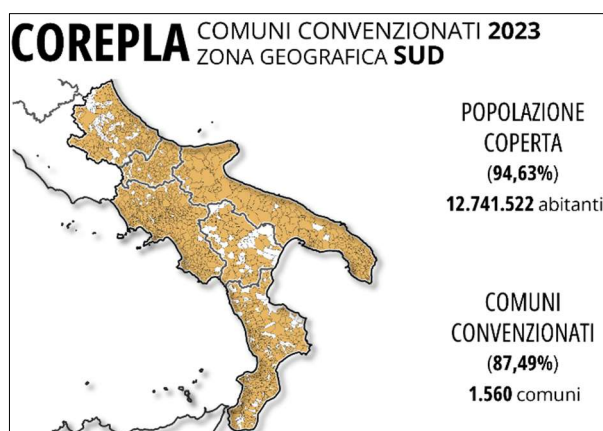 COREPLA COMUNI CONVENZIONATI 2023
ZONA GEOGRAFICA SUD
POPOLAZIONE
COPERTA
(94,63%)
12.741.522 abitanti
COMUNI
CONVENZIONATI
(87,49%)
1.560 comuni